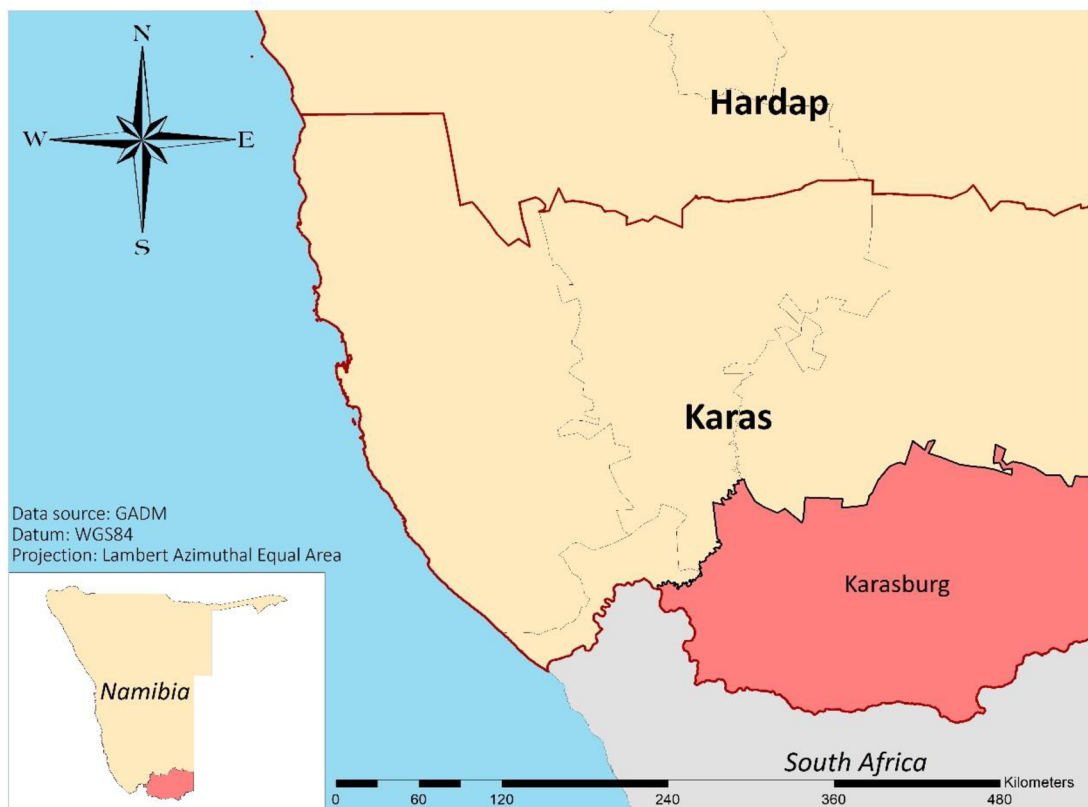 N
W E
S
Hardap
Karas
Karasburg
Data source: GADM
Datum: WGS84
Projection: Lambert Azimuthal Equal Area
Namibia
South Africa
Kilometers
0 60 120 240 360 480